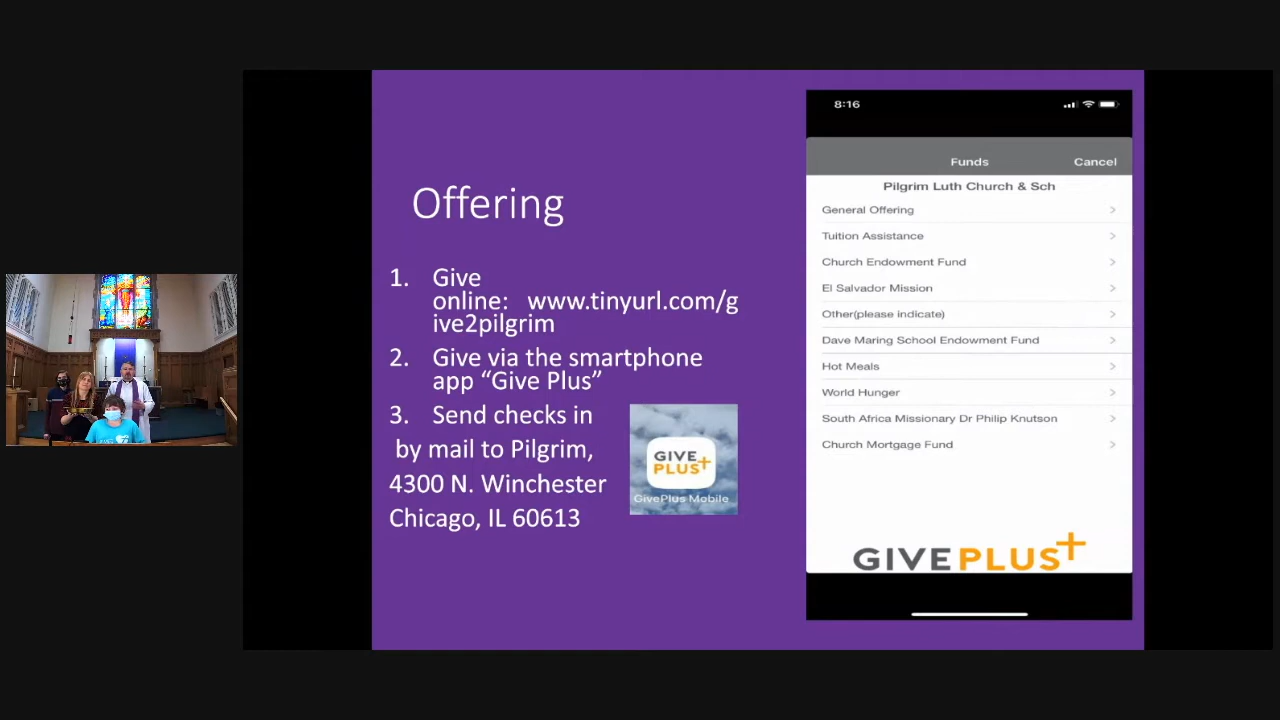 Offering
1. Give
online: www.tinyurl.com/g
ive2pilgrim
2. Give via the smartphone
app “Give Plus”
3. Send checks in
by mail to Pilgrim,
4300 N. Winchester
Chicago, IL 60613
GIVE
PLUS+
GivePlus Mobile
8:16
Funds
Cancel
Pilgrim Luth Church & Sch
General Offering
Tuition Assistance
Church Endowment Fund
El Salvador Mission
Other(please indicate)
Dave Maring School Endowment Fund
Hot Meals
World Hunger
South Africa Missionary Dr Philip Knutson
Church Mortgage Fund
GIVEPLUS+